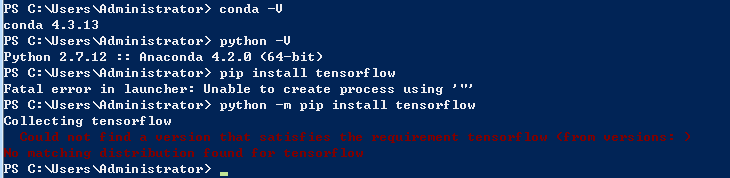 PS C:\Users\Administrator> conda -V
conda 4.3.13
PS C:\Users\Administrator> python -V
Python 2.7.12 :: Anaconda 4.2.0 (64-bit)
PS C:\Users\Administrator> pip install tensorflow
Fatal error in launcher: Unable to create process using '"'
PS C:\Users\Administrator> python -m pip install tensorflow
Collecting tensorflow
Could not find a version that satisfies the requirement tensorflow (from versions: )
No matching distribution found for tensorflow
PS C:\Users\Administrator> _